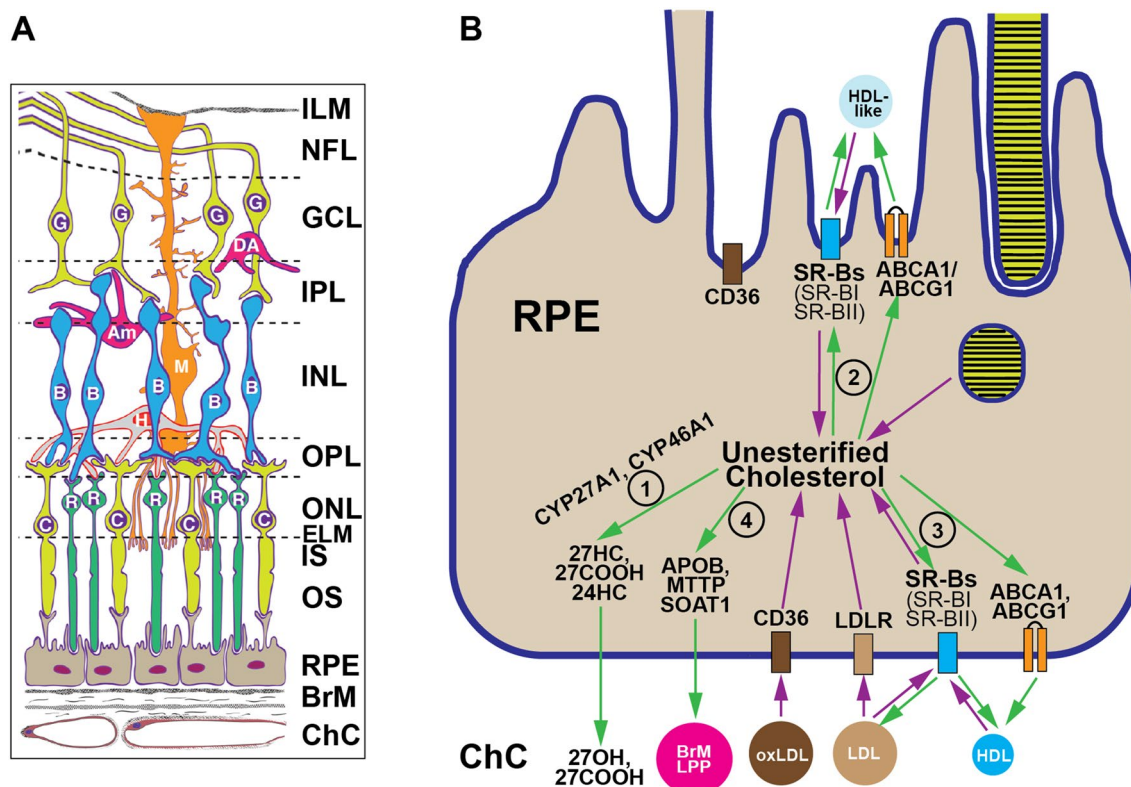 A
ILM
NFL
G
G
G
G
GCL
DA
IPL
Am
INL
M
B
B
B
B
B
H
OPL
R
R
R
R
R
ONL
C
C
C
C
ELM
IS
OS
RPE
BrM
ChC
B
HDL-
like
CD36
SR-Bs
(SR-BI
SR-BII)
ABCA1/
ABCG1
RPE
2
Unesterified
Cholesterol
CYP27A1, CYP46A1
1
4
3
27HC,
27COOH
24HC
APOB,
MTTP
SOAT1
CD36
LDLR
SR-Bs
(SR-BI
SR-BII)
ABCA1,
ABCG1
ChC
27OH,
27COOH
BrM
LPP
oxLDL
LDL
HDL